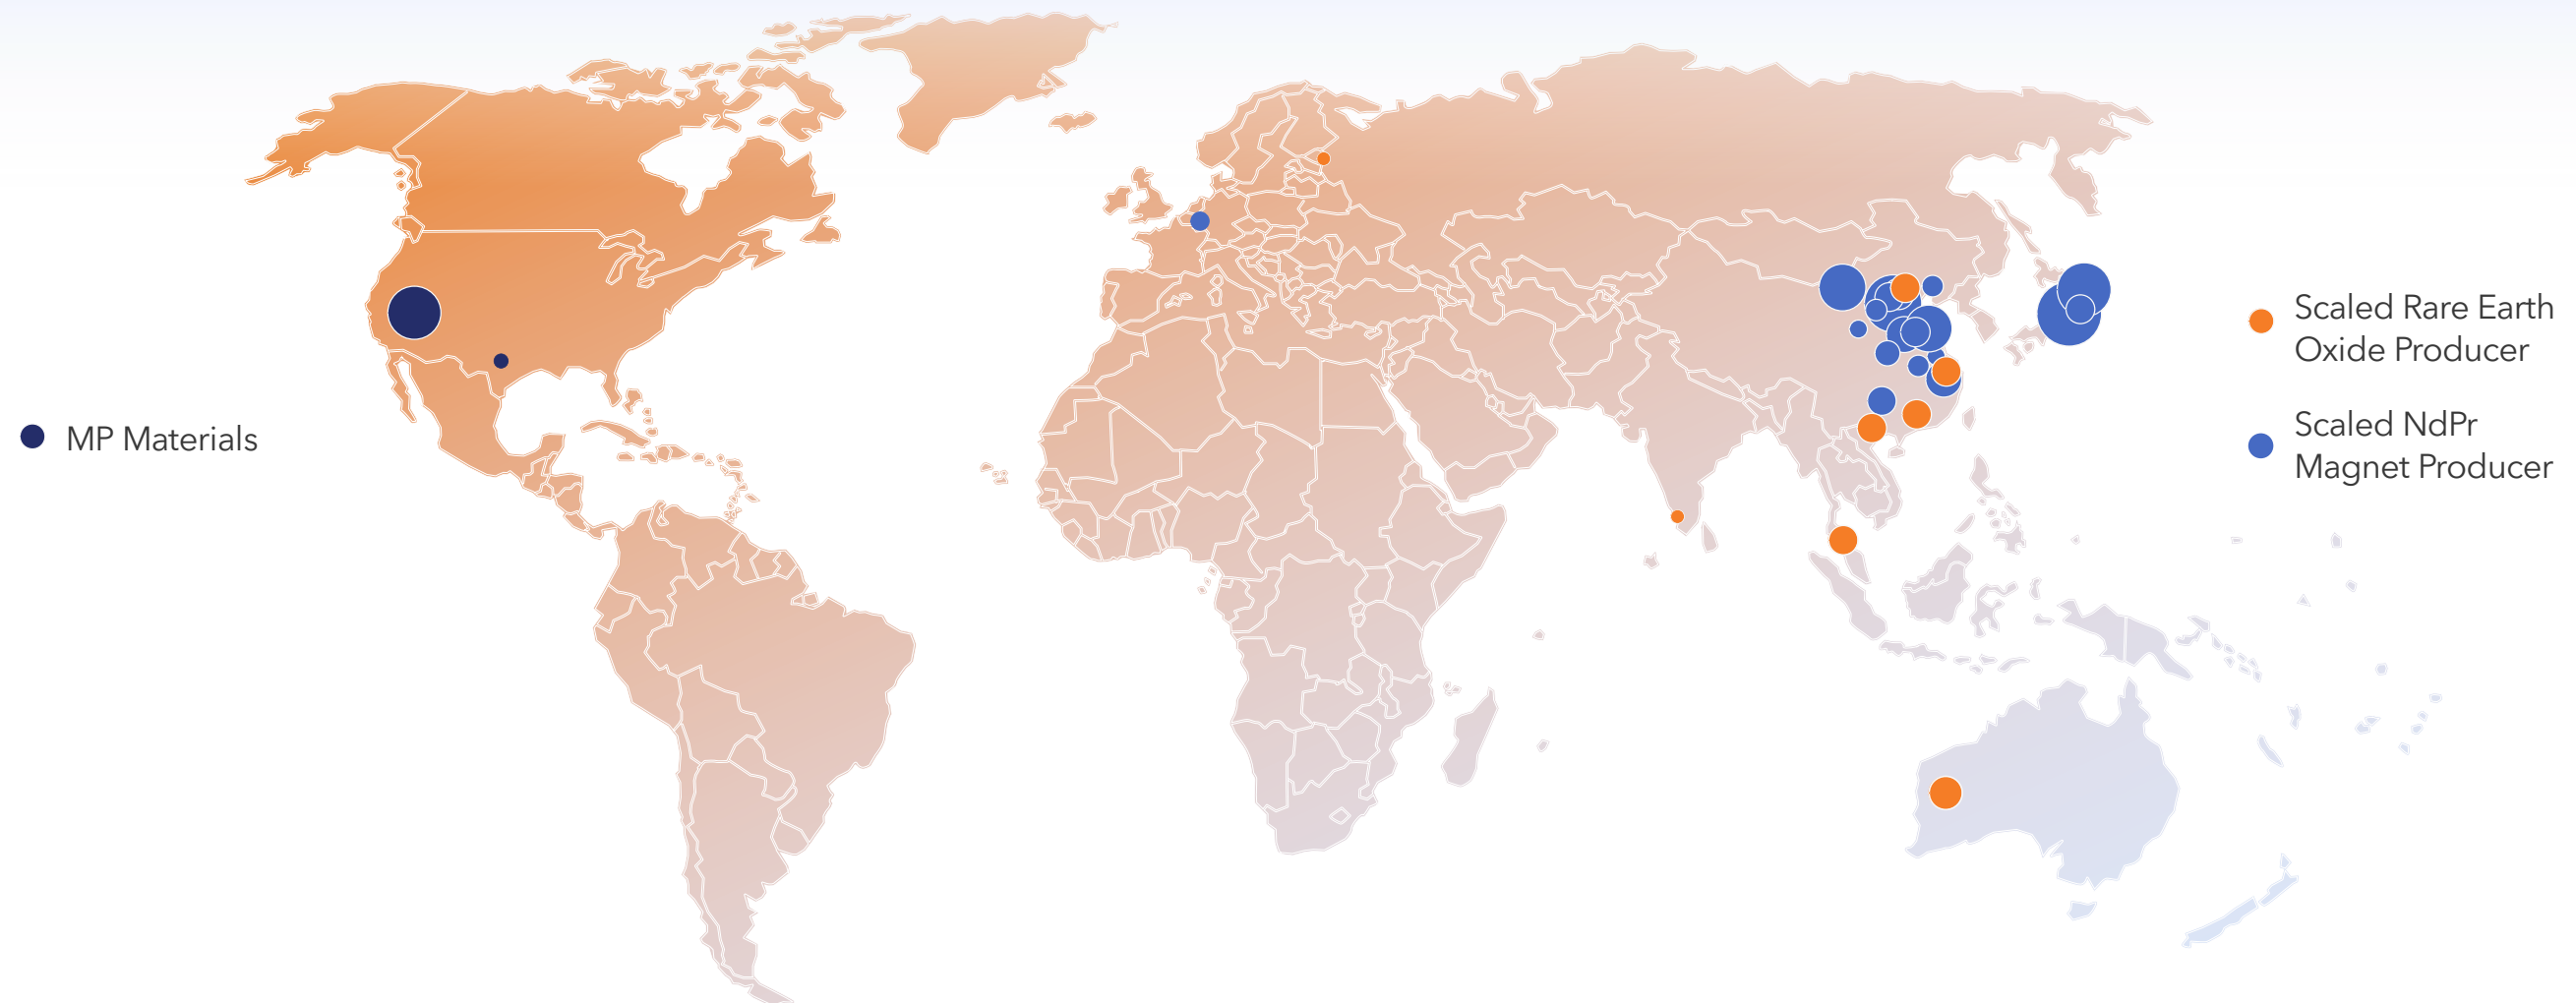 MP Materials
Scaled Rare Earth
Oxide Producer
Scaled NdPr
Magnet Producer